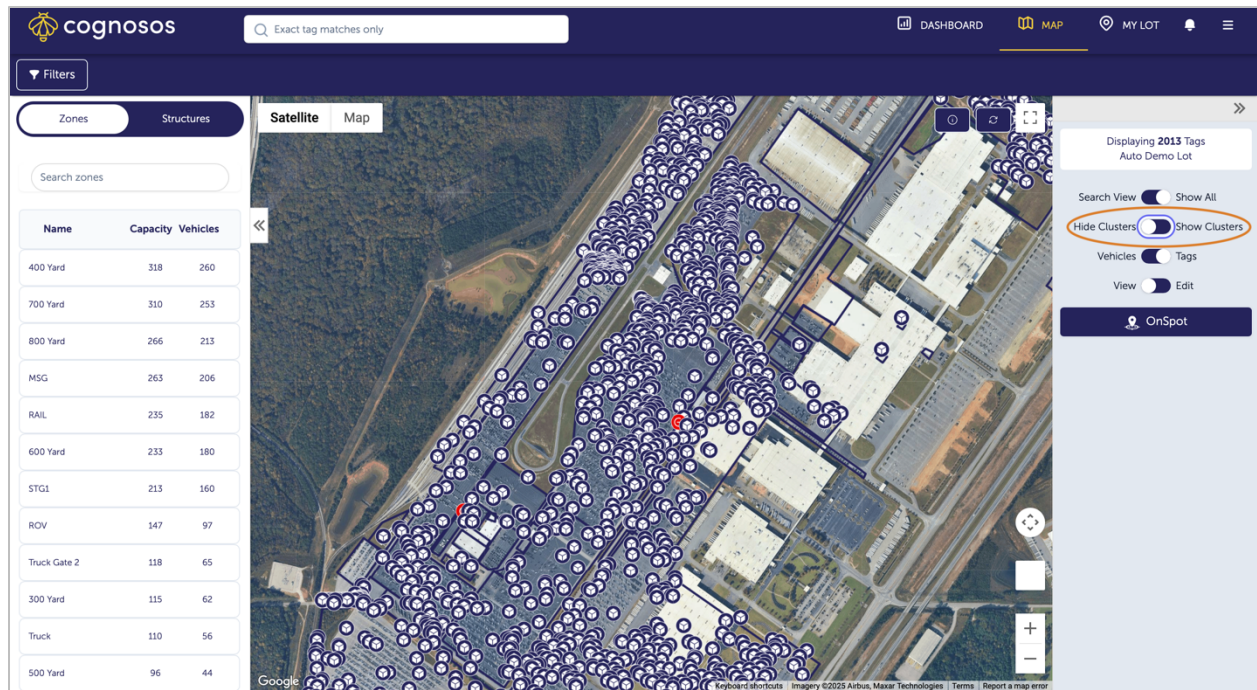 cognosos
Exact tag matches only
DASHBOARD
MAP
MY LOT
Filters
Zones Structures
Search zones
Name Capacity Vehicles
400 Yard 318 260
700 Yard 310 253
800 Yard 266 213
MSG 263 206
RAIL 235 182
600 Yard 233 180
STG1 213 160
ROV 147 97
Truck Gate 2 118 65
300 Yard 115 62
Truck 110 56
500 Yard 96 44
Satellite Map
Google
Keyboard shortcuts Imagery ©2025 Airbus, Maxar Technologies Terms Report a map error
Displaying 2013 Tags
Auto Demo Lot
Search View Show All
Hide Clusters Show Clusters
Vehicles Tags
View Edit
OnSpot